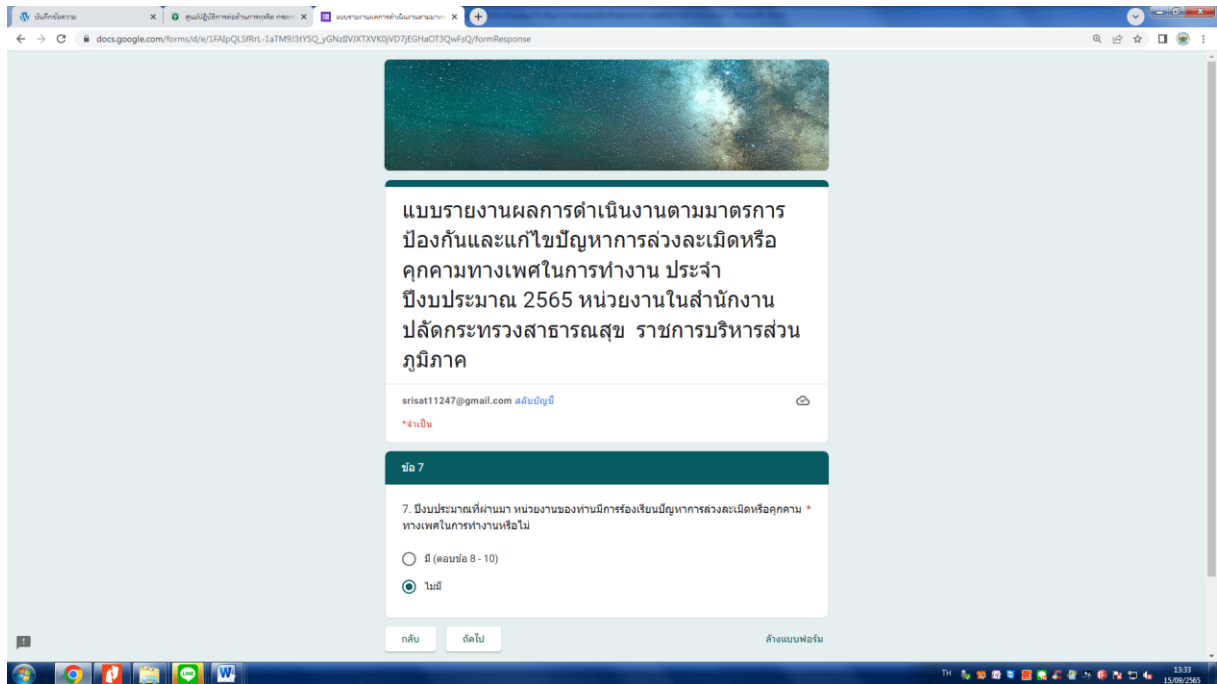 บันทึกข้อความ
docs.google.com/forms/d/e/
/formResponse
แบบรายงานผลการดำเนินงานตามมาตรการ
ป้องกันและแก้ไขปัญหาการล่วงละเมิดหรือ
คุกคามทางเพศในการทำงาน ประจำ
ปีงบประมาณ 2565 หน่วยงานในสำนักงาน
ปลัดกระทรวงสาธารณสุข ราชการบริหารส่วน
ภูมิภาค
srisat11247@gmail.com สลับบัญชี
*จำเป็น
ข้อ 7
7. ปีงบประมาณที่ผ่านมา หน่วยงานของท่านมีการร้องเรียนปัญหาการล่วงละเมิดหรือคุกคาม *
ทางเพศในการทำงานหรือไม่
มี (ตอบข้อ 8 - 10)
ไม่มี
กลับ ถัดไป ล้างแบบฟอร์ม
TH
13:33
15/09/2565